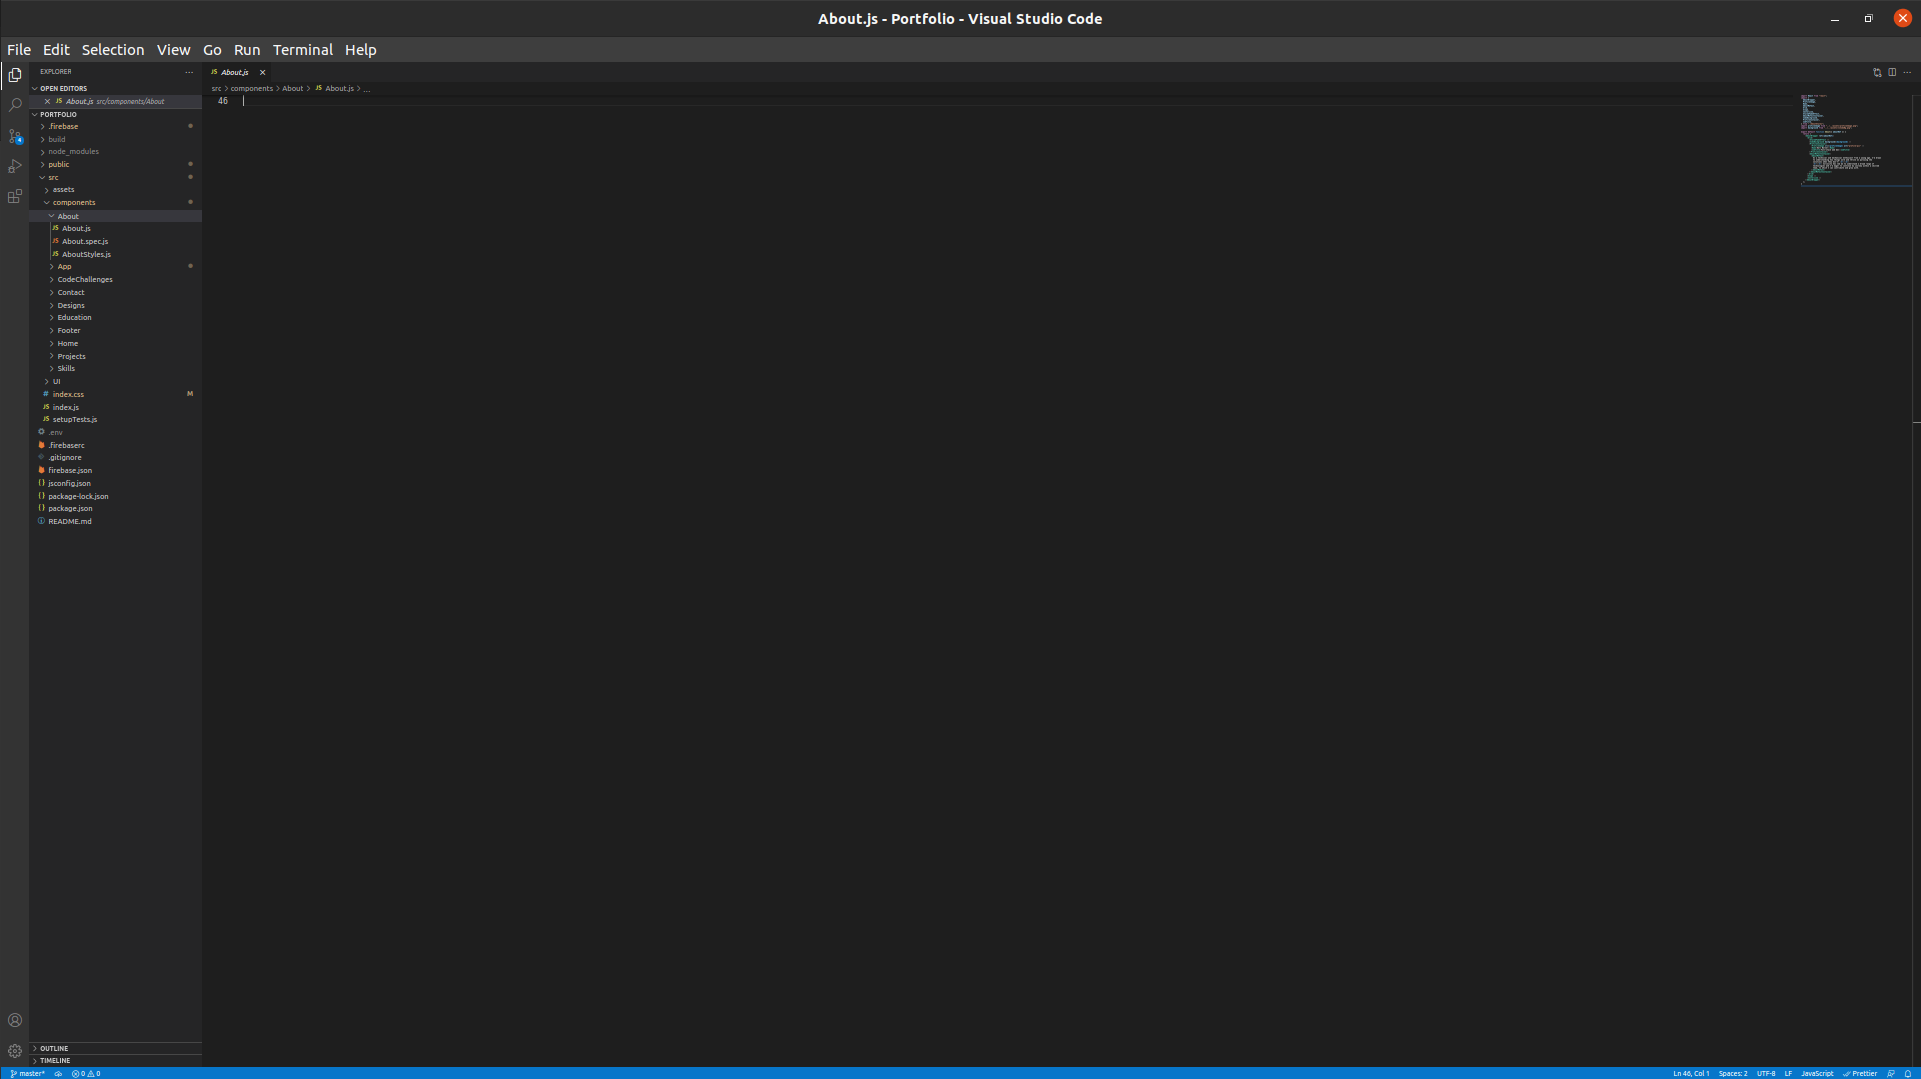 About.js - Portfolio - Visual Studio Code
File Edit Selection View Go Run Terminal Help
EXPLORER
OPEN EDITORS
JS About.js src/components/About
PORTFOLIO
.firebase
build
node_modules
public
src
assets
components
About
JS About.js
JS About.spec.js
JS AboutStyles.js
App
CodeChallenges
Contact
Designs
Education
Footer
Home
Projects
Skills
UI
# index.css M
JS index.js
JS setupTests.js
.env
.firebaserc
.gitignore
firebase.json
{} jsconfig.json
{} package-lock.json
{} package.json
README.md
OUTLINE
TIMELINE
JS About.js
src > components > About > JS About.js > ...
46
master* 0 0
Ln 46, Col 1 Spaces: 2 UTF-8 LF JavaScript Prettier